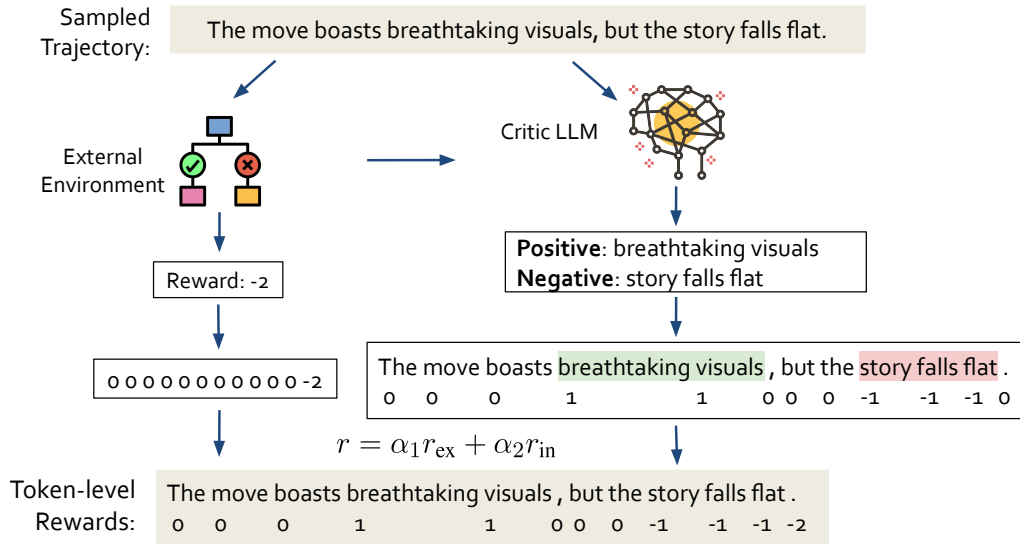 Sampled
Trajectory:
The move boasts breathtaking visuals, but the story falls flat.
External
Environment
Critic LLM
Reward: -2
Positive: breathtaking visuals
Negative: story falls flat
0 0 0 0 0 0 0 0 0 0 0 -2
The move boasts breathtaking visuals , but the story falls flat .
0 0 0 1 1 0 0 0 -1 -1 -1 0
r = α₁r_ex + α₂r_in
Token-level
Rewards:
The move boasts breathtaking visuals , but the story falls flat .
0 0 0 1 1 0 0 0 -1 -1 -1 -2